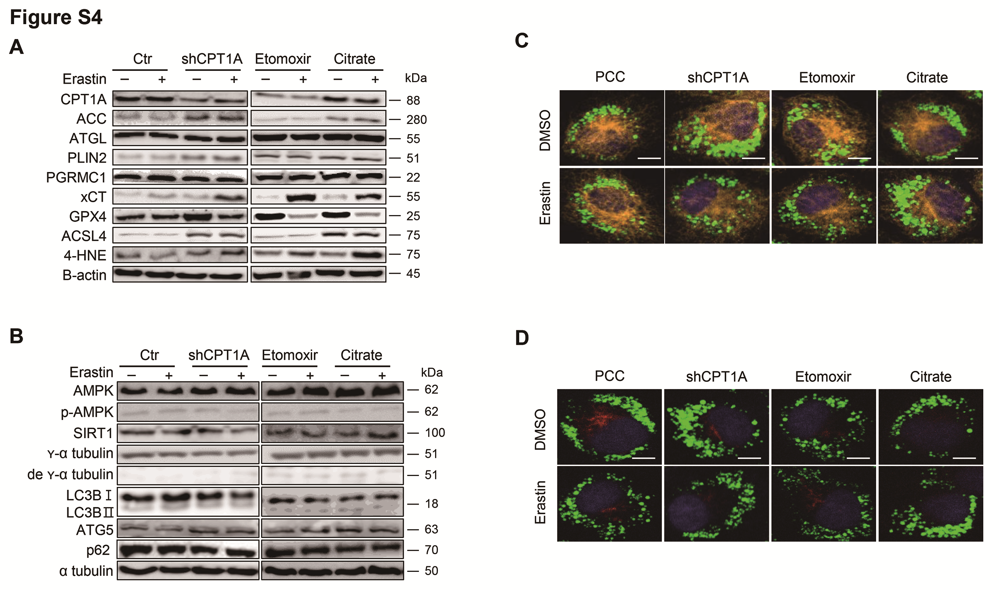 Figure S4
A
Ctr shCPT1A Etomoxir Citrate
Erastin – + – + – + – + kDa
CPT1A 88
ACC 280
ATGL 55
PLIN2 51
PGRMC1 22
xCT 55
GPX4 25
ACSL4 75
4-HNE 75
B-actin 45
B
Ctr shCPT1A Etomoxir Citrate
Erastin – + – + – + – + kDa
AMPK 62
p-AMPK 62
SIRT1 100
Y-α tubulin 51
de Y-α tubulin 51
LC3B Ⅰ
18
LC3B Ⅱ
ATG5 63
p62 70
α tubulin 50
C
PCC shCPT1A Etomoxir Citrate
DMSO
Erastin
D
PCC shCPT1A Etomoxir Citrate
DMSO
Erastin